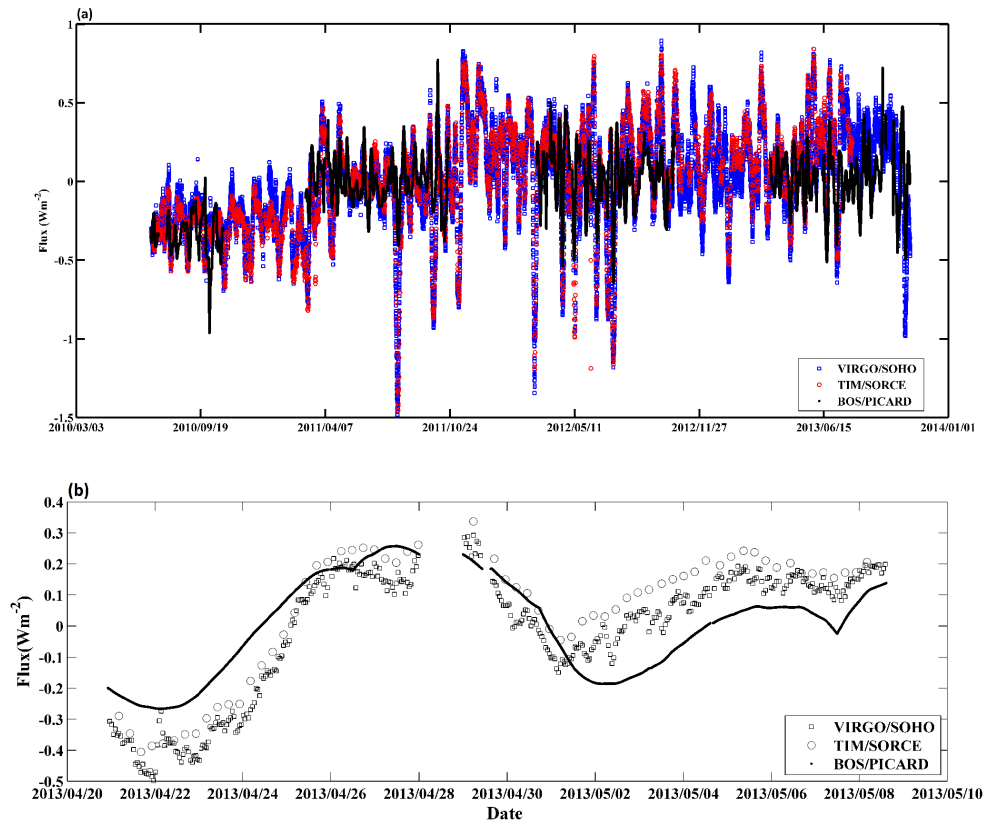 (a)
Flux (Wm-2)
1
0.5
0
-0.5
-1
-1.5
2010/03/03 2010/09/19 2011/04/07 2011/10/24 2012/05/11 2012/11/27 2013/06/15 2014/01/01
VIRGO/SOHO
TIM/SORCE
BOS/PICARD
(b)
Flux(Wm-2)
0.4
0.3
0.2
0.1
0
-0.1
-0.2
-0.3
-0.4
-0.5
2013/04/20 2013/04/22 2013/04/24 2013/04/26 2013/04/28 2013/04/30 2013/05/02 2013/05/04 2013/05/06 2013/05/08 2013/05/10
VIRGO/SOHO
TIM/SORCE
BOS/PICARD
Date